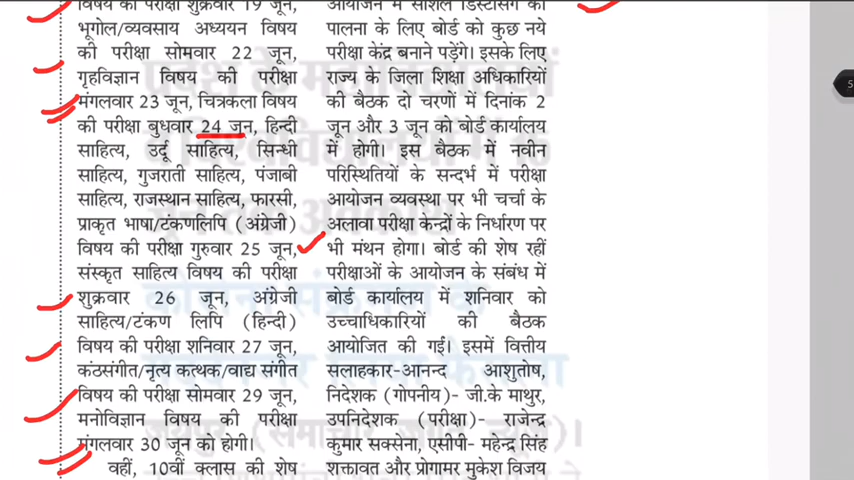 विषय की परीक्षा शुक्रवार 19 जून,
भूगोल/व्यवसाय अध्ययन विषय
की परीक्षा सोमवार 22 जून,
गृहविज्ञान विषय की परीक्षा
मंगलवार 23 जून, चित्रकला विषय
की परीक्षा बुधवार 24 जून, हिन्दी
साहित्य, उर्दू साहित्य, सिन्धी
साहित्य, गुजराती साहित्य, पंजाबी
साहित्य, राजस्थान साहित्य, फारसी,
प्राकृत भाषा/टंकणलिपि (अंग्रेजी)
विषय की परीक्षा गुरुवार 25 जून,
संस्कृत साहित्य विषय की परीक्षा
शुक्रवार 26 जून, अंग्रेजी
साहित्य/टंकण लिपि (हिन्दी)
विषय की परीक्षा शनिवार 27 जून,
कंठसंगीत/नृत्य कत्थक/वाद्य संगीत
विषय की परीक्षा सोमवार 29 जून,
मनोविज्ञान विषय की परीक्षा
मंगलवार 30 जून को होगी।
वहीं, 10वीं क्लास की शेष
आयोजन में सोशल डिस्टेंसिंग की
पालना के लिए बोर्ड को कुछ नये
परीक्षा केंद्र बनाने पड़ेंगे। इसके लिए
राज्य के जिला शिक्षा अधिकारियों
की बैठक दो चरणों में दिनांक 2
जून और 3 जून को बोर्ड कार्यालय
में होगी। इस बैठक में नवीन
परिस्थितियों के सन्दर्भ में परीक्षा
आयोजन व्यवस्था पर भी चर्चा के
अलावा परीक्षा केन्द्रों के निर्धारण पर
भी मंथन होगा। बोर्ड की शेष रहीं
परीक्षाओं के आयोजन के संबंध में
बोर्ड कार्यालय में शनिवार को
उच्चाधिकारियों की बैठक
आयोजित की गई। इसमें वित्तीय
सलाहकार-आनन्द आशुतोष,
निदेशक (गोपनीय)- जी.के माथुर,
उपनिदेशक (परीक्षा)- राजेन्द्र
कुमार सक्सेना, एसीपी- महेन्द्र सिंह
शक्तावत और प्रोगामर मुकेश विजय
5